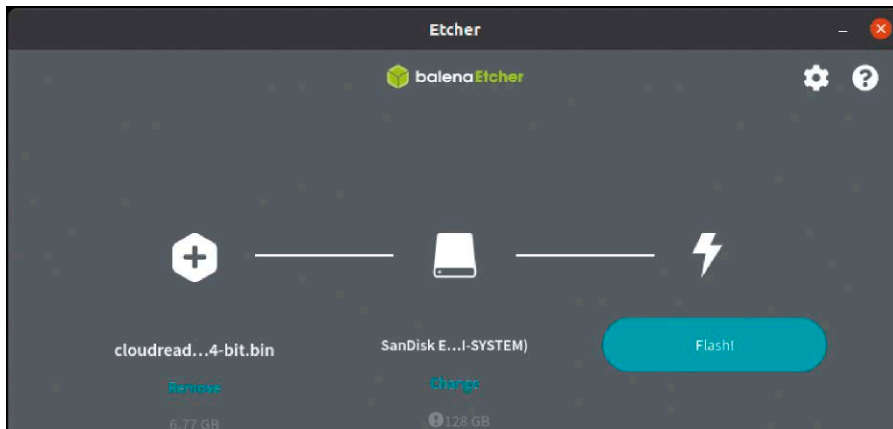 Etcher
balenaEtcher
cloudread...4-bit.bin
SanDisk E...I-SYSTEM)
Flash!
Remove
Change
6.77 GB
128 GB